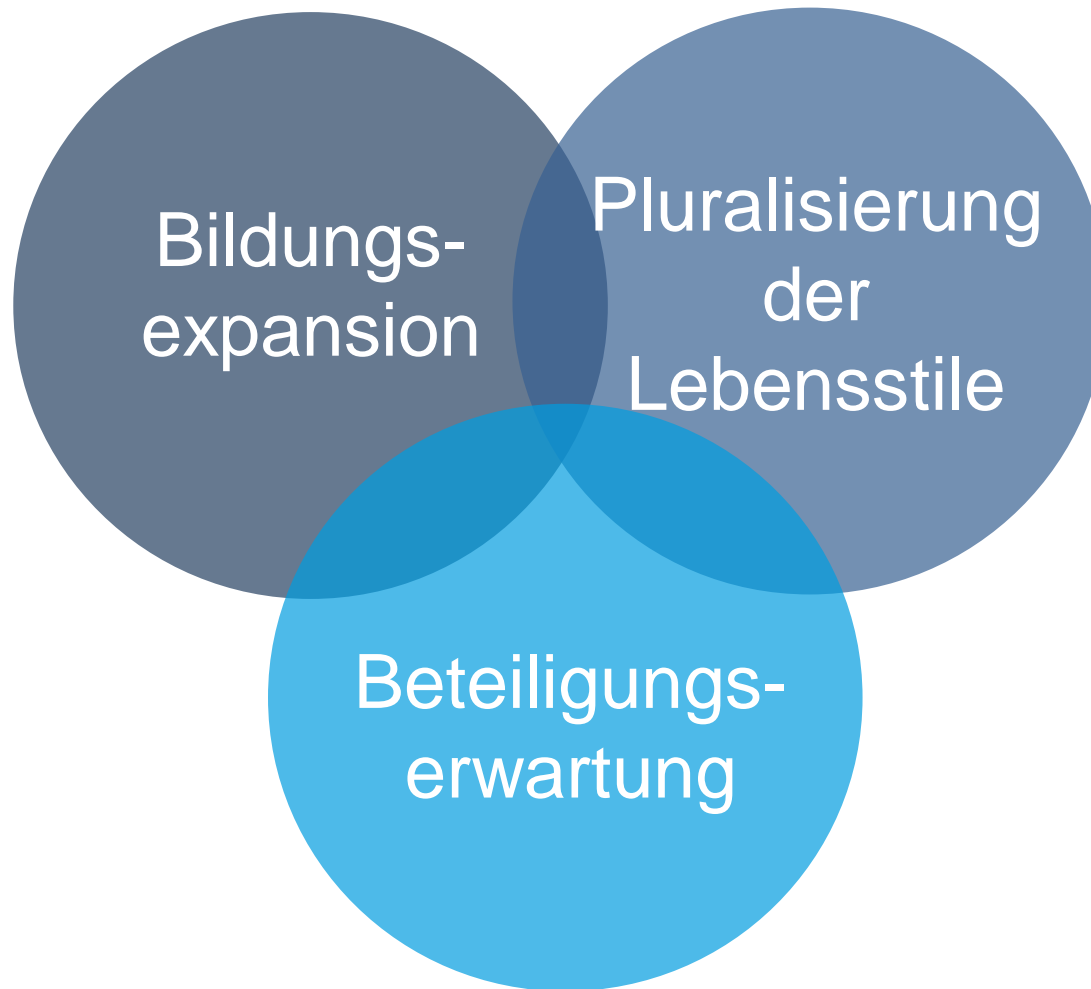 Bildungs-
expansion
Pluralisierung
der
Lebensstile
Beteiligungs-
erwartung